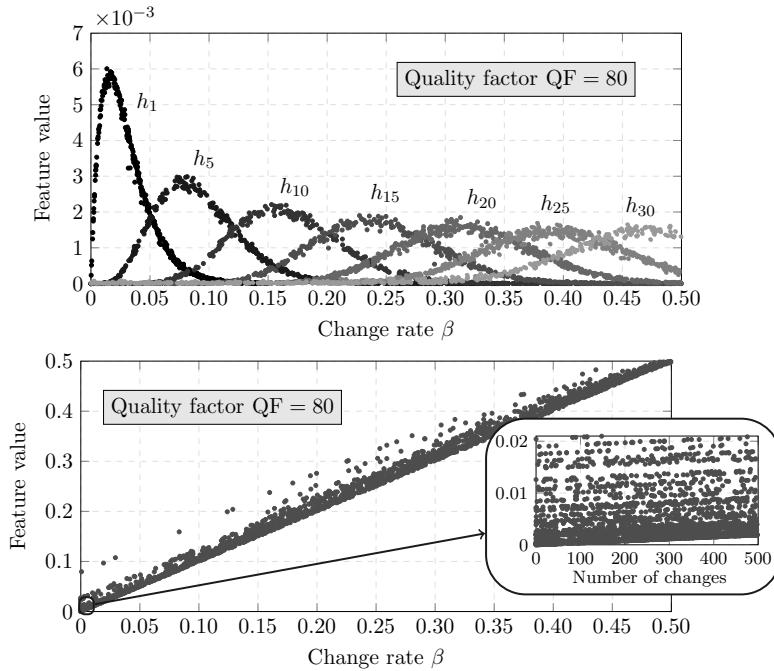 ×10−3
7
6
5
4
3
2
1
0
Feature value
Quality factor QF = 80
h1
h5
h10
h15
h20
h25
h30
0 0.05 0.10 0.15 0.20 0.25 0.30 0.35 0.40 0.45 0.50
Change rate β
0.5
0.4
0.3
0.2
0.1
0
Feature value
Quality factor QF = 80
0.02
0.01
0
0 100 200 300 400 500
Number of changes
0 0.05 0.10 0.15 0.20 0.25 0.30 0.35 0.40 0.45 0.50
Change rate β